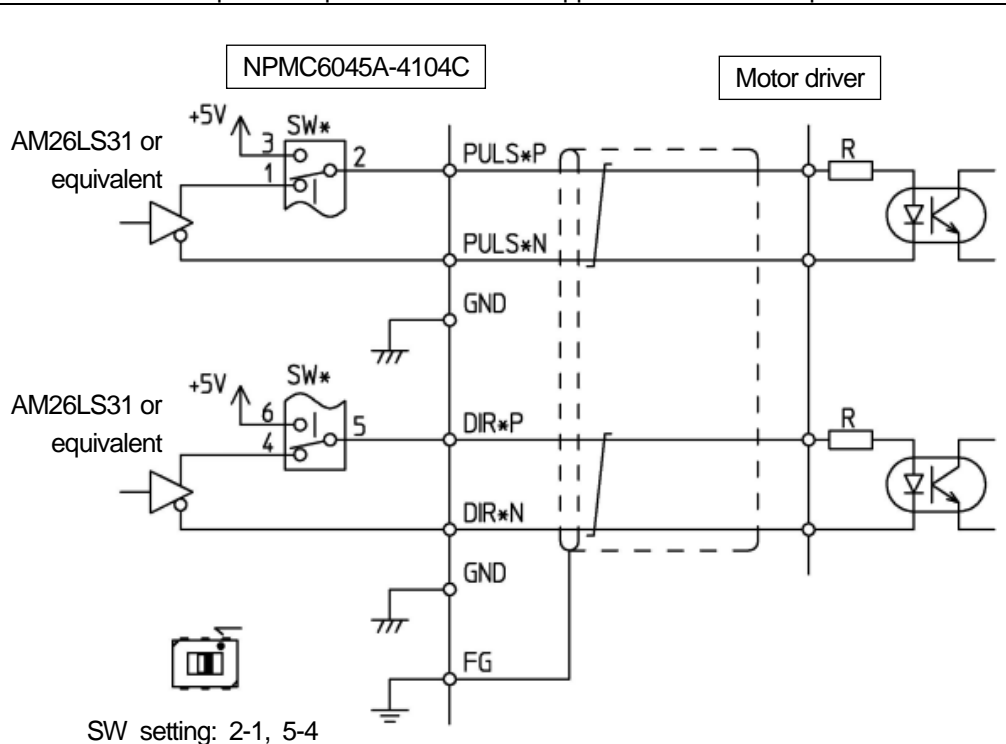 NPMC6045A-4104C
Motor driver
AM26LS31 or
equivalent
+5V
SW*
3
2
1
PULS*P
R
PULS*N
GND
AM26LS31 or
equivalent
+5V
SW*
6
5
4
DIR*P
R
DIR*N
GND
FG
SW setting: 2-1, 5-4